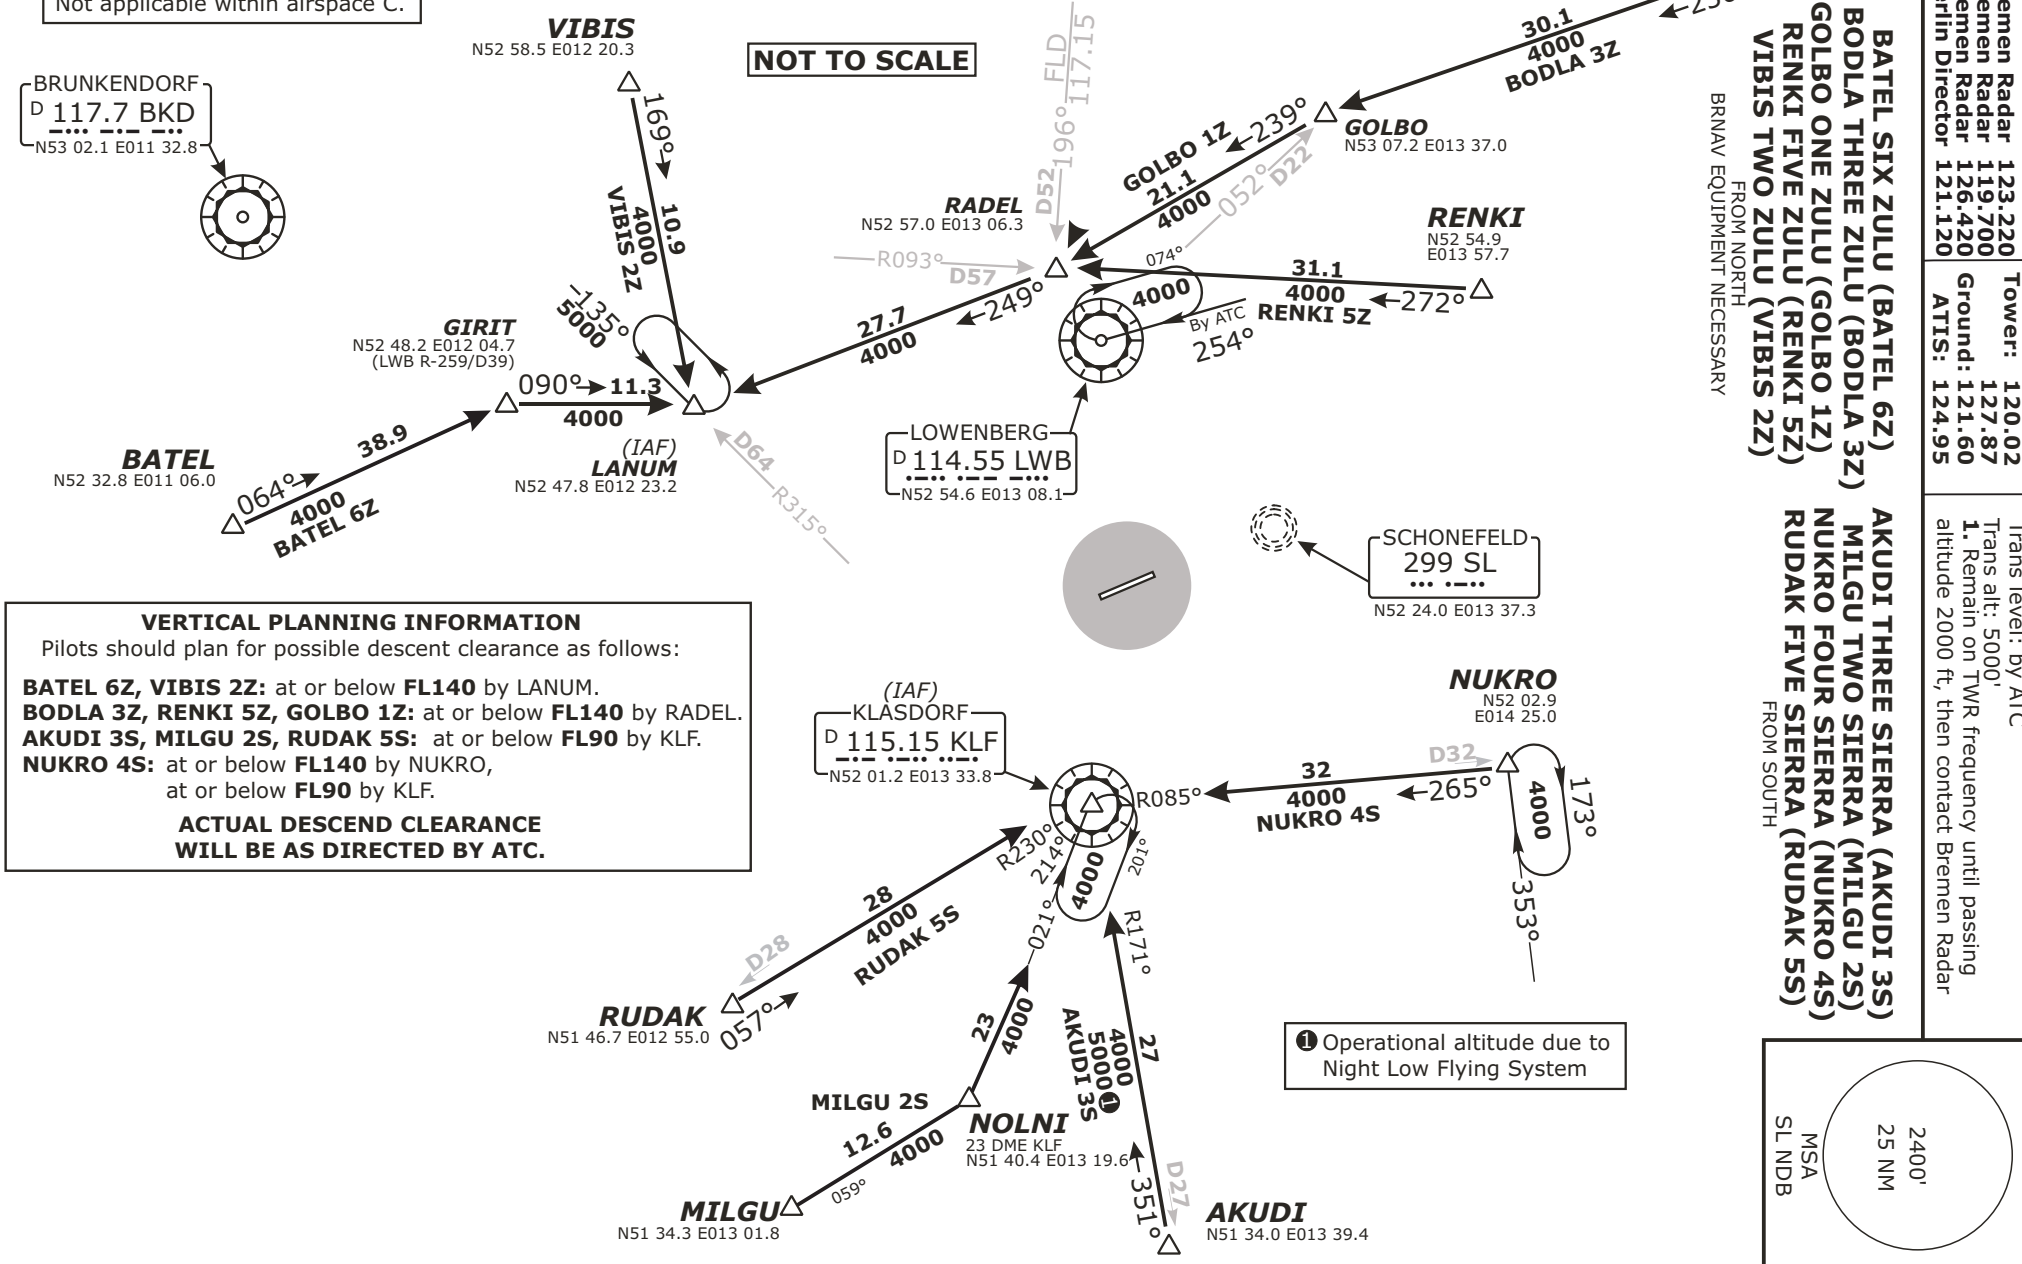 Not applicable within airspace C.
BRUNKENDORF
D 117.7 BKD
N53 02.1 E011 32.8
VIBIS
N52 58.5 E012 20.3
169°
10.9
4000
VIBIS 2Z
NOT TO SCALE
FLD
117.15
196°
D52
30.1
4000
BODLA 3Z
GOLBO
N53 07.2 E013 37.0
239°
GOLBO 1Z
21.1
4000
052°
D22
RADEL
N52 57.0 E013 06.3
R093°
D57
249°
27.7
4000
RENKI
N52 54.9
E013 57.7
31.1
4000
RENKI 5Z
272°
074°
4000
By ATC
254°
LOWENBERG
D 114.55 LWB
N52 54.6 E013 08.1
GIRIT
N52 48.2 E012 04.7
(LWB R-259/D39)
135°
5000
090°
11.3
4000
(IAF)
LANUM
N52 47.8 E012 23.2
D64
R315°
BATEL
N52 32.8 E011 06.0
064°
38.9
4000
BATEL 6Z
SCHONEFELD
299 SL
N52 24.0 E013 37.3
VERTICAL PLANNING INFORMATION
Pilots should plan for possible descent clearance as follows:
BATEL 6Z, VIBIS 2Z: at or below FL140 by LANUM.
BODLA 3Z, RENKI 5Z, GOLBO 1Z: at or below FL140 by RADEL.
AKUDI 3S, MILGU 2S, RUDAK 5S: at or below FL90 by KLF.
NUKRO 4S: at or below FL140 by NUKRO,
at or below FL90 by KLF.
ACTUAL DESCEND CLEARANCE
WILL BE AS DIRECTED BY ATC.
(IAF)
KLASDORF
D 115.15 KLF
N52 01.2 E013 33.8
NUKRO
N52 02.9
E014 25.0
D32
32
4000
NUKRO 4S
265°
R085°
173°
4000
353°
R230°
214°
4000
201°
021°
R171°
28
4000
RUDAK 5S
D28
RUDAK
N51 46.7 E012 55.0
057°
23
4000
27
4000
5000 1
AKUDI 3S
MILGU 2S
12.6
4000
059°
NOLNI
23 DME KLF
N51 40.4 E013 19.6
MILGU
N51 34.3 E013 01.8
351°
D27
AKUDI
N51 34.0 E013 39.4
1 Operational altitude due to
Night Low Flying System
Radar 123.220
Radar 119.700
Radar 126.420
Director 121.120
Tower: 120.02
127.87
Ground: 121.60
ATIS: 124.95
Trans level: by ATC
Trans alt: 5000'
1. Remain on TWR frequency until passing
altitude 2000 ft, then contact Bremen Radar
BATEL SIX ZULU (BATEL 6Z)
BODLA THREE ZULU (BODLA 3Z)
GOLBO ONE ZULU (GOLBO 1Z)
RENKI FIVE ZULU (RENKI 5Z)
VIBIS TWO ZULU (VIBIS 2Z)
FROM NORTH
BRNAV EQUIPMENT NECESSARY
AKUDI THREE SIERRA (AKUDI 3S)
MILGU TWO SIERRA (MILGU 2S)
NUKRO FOUR SIERRA (NUKRO 4S)
RUDAK FIVE SIERRA (RUDAK 5S)
FROM SOUTH
2400'
25 NM
MSA
SL NDB